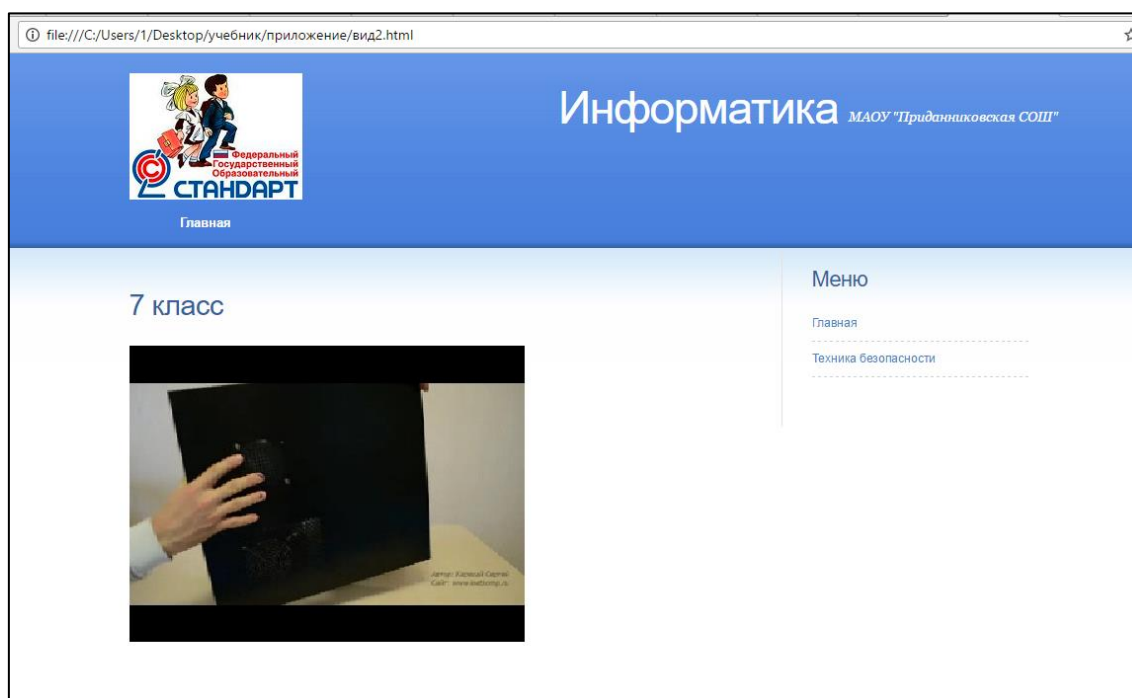 file:///C:/Users/1/Desktop/учебник/приложение/вид2.html
Информатика МАОУ "Приданниковская СОШ"
Федеральный
Государственный
Образовательный
СТАНДАРТ
Главная
7 класс
Меню
Главная
Техника безопасности
Сайт: